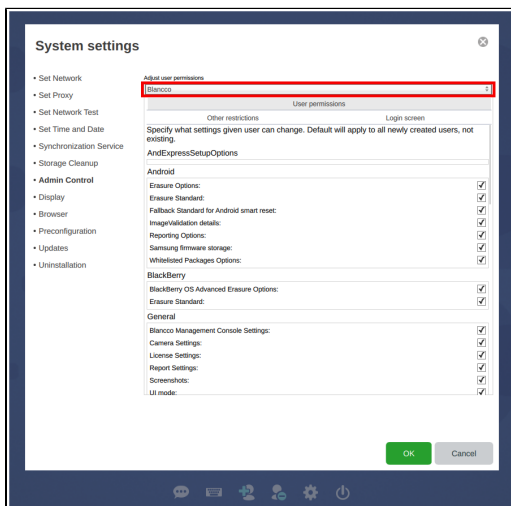 System settings
• Set Network
• Set Proxy
• Set Network Test
• Set Time and Date
• Synchronization Service
• Storage Cleanup
• Admin Control
• Display
• Browser
• Preconfiguration
• Updates
• Uninstallation
Adjust user permissions
Blancco
User permissions
Other restrictions Login screen
Specify what settings given user can change. Default will apply to all newly created users, not
existing.
AndExpressSetupOptions
Android
Erasure Options:
Erasure Standard:
Fallback Standard for Android smart reset:
ImageValidation details:
Reporting Options:
Samsung firmware storage:
Whitelisted Packages Options:
BlackBerry
BlackBerry OS Advanced Erasure Options:
Erasure Standard:
General
Blancco Management Console Settings:
Camera Settings:
License Settings:
Report Settings:
Screenshots:
UI mode:
OK Cancel